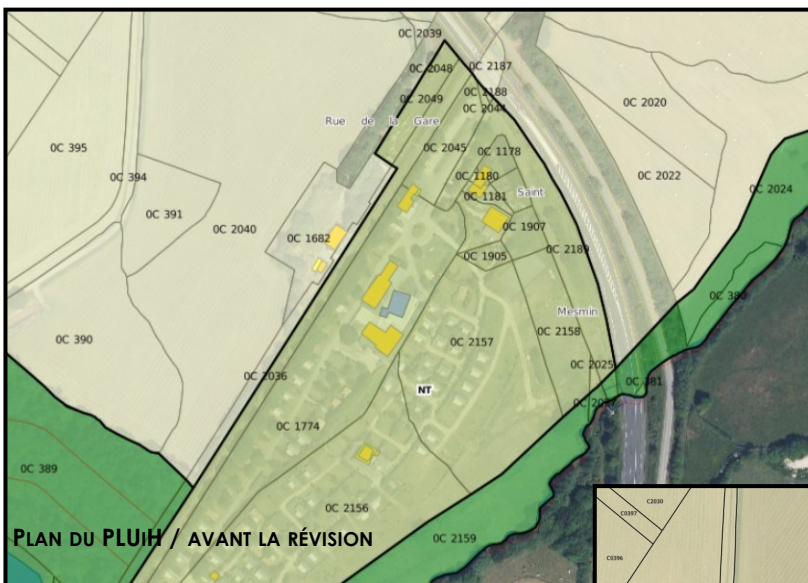 0C 2039
0C 2048
0C 2187
0C 2188
0C 2049
0C 2044
0C 2020
Rue de la Gare
0C 395
0C 2045
0C 1178
0C 394
0C 1180
0C 2022
0C 2024
0C 1181
Saint
0C 391
0C 2040
0C 1682
0C 1907
0C 2189
0C 1905
0C 390
Mesmin
0C 2158
0C 2157
0C 2036
0C 2025
0C 381
NT
0C 1774
0C 389
0C 2156
PLAN DU PLUIH / AVANT LA RÉVISION
0C 2159
C2030
C0397
C0396